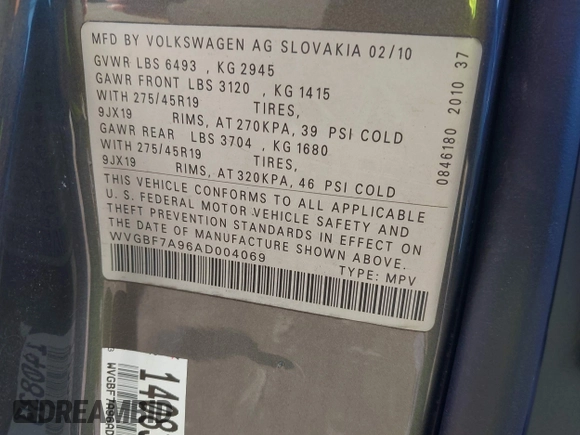 MFD BY VOLKSWAGEN AG SLOVAKIA 02/10
GVWR LBS 6493 , KG 2945
GAWR FRONT LBS 3120 , KG 1415
WITH 275/45R19 TIRES,
9JX19 RIMS, AT 270KPA, 39 PSI COLD
GAWR REAR LBS 3704 , KG 1680
WITH 275/45R19 TIRES,
9JX19 RIMS, AT 320KPA, 46 PSI COLD
THIS VEHICLE CONFORMS TO ALL APPLICABLE
U. S. FEDERAL MOTOR VEHICLE SAFETY AND
THEFT PREVENTION STANDARDS IN EFFECT ON
THE DATE OF MANUFACTURE SHOWN ABOVE.
WVGBF7A96AD004069
TYPE: MPV
0846180 2010 37
DREAMBID